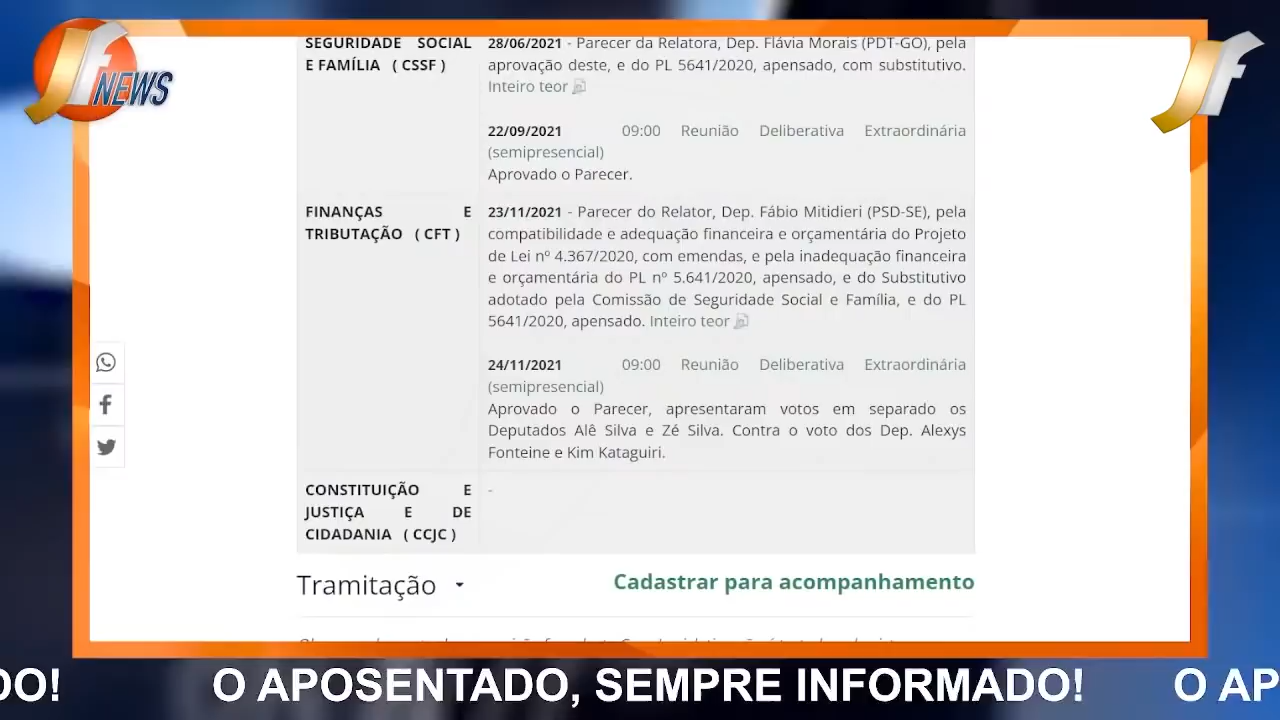 JF NEWS
JF
SEGURIDADE SOCIAL
E FAMÍLIA ( CSSF )
28/06/2021 - Parecer da Relatora, Dep. Flávia Morais (PDT-GO), pela
aprovação deste, e do PL 5641/2020, apensado, com substitutivo.
Inteiro teor
22/09/2021 09:00 Reunião Deliberativa Extraordinária
(semipresencial)
Aprovado o Parecer.
FINANÇAS E
TRIBUTAÇÃO ( CFT )
23/11/2021 - Parecer do Relator, Dep. Fábio Mitidieri (PSD-SE), pela
compatibilidade e adequação financeira e orçamentária do Projeto
de Lei nº 4.367/2020, com emendas, e pela inadequação financeira
e orçamentária do PL nº 5.641/2020, apensado, e do Substitutivo
adotado pela Comissão de Seguridade Social e Família, e do PL
5641/2020, apensado. Inteiro teor
24/11/2021 09:00 Reunião Deliberativa Extraordinária
(semipresencial)
Aprovado o Parecer, apresentaram votos em separado os
Deputados Alê Silva e Zé Silva. Contra o voto dos Dep. Alexys
Fonteine e Kim Kataguiri.
CONSTITUIÇÃO E
JUSTIÇA E DE
CIDADANIA ( CCJC )
-
Tramitação
Cadastrar para acompanhamento
DO! O APOSENTADO, SEMPRE INFORMADO! O AP